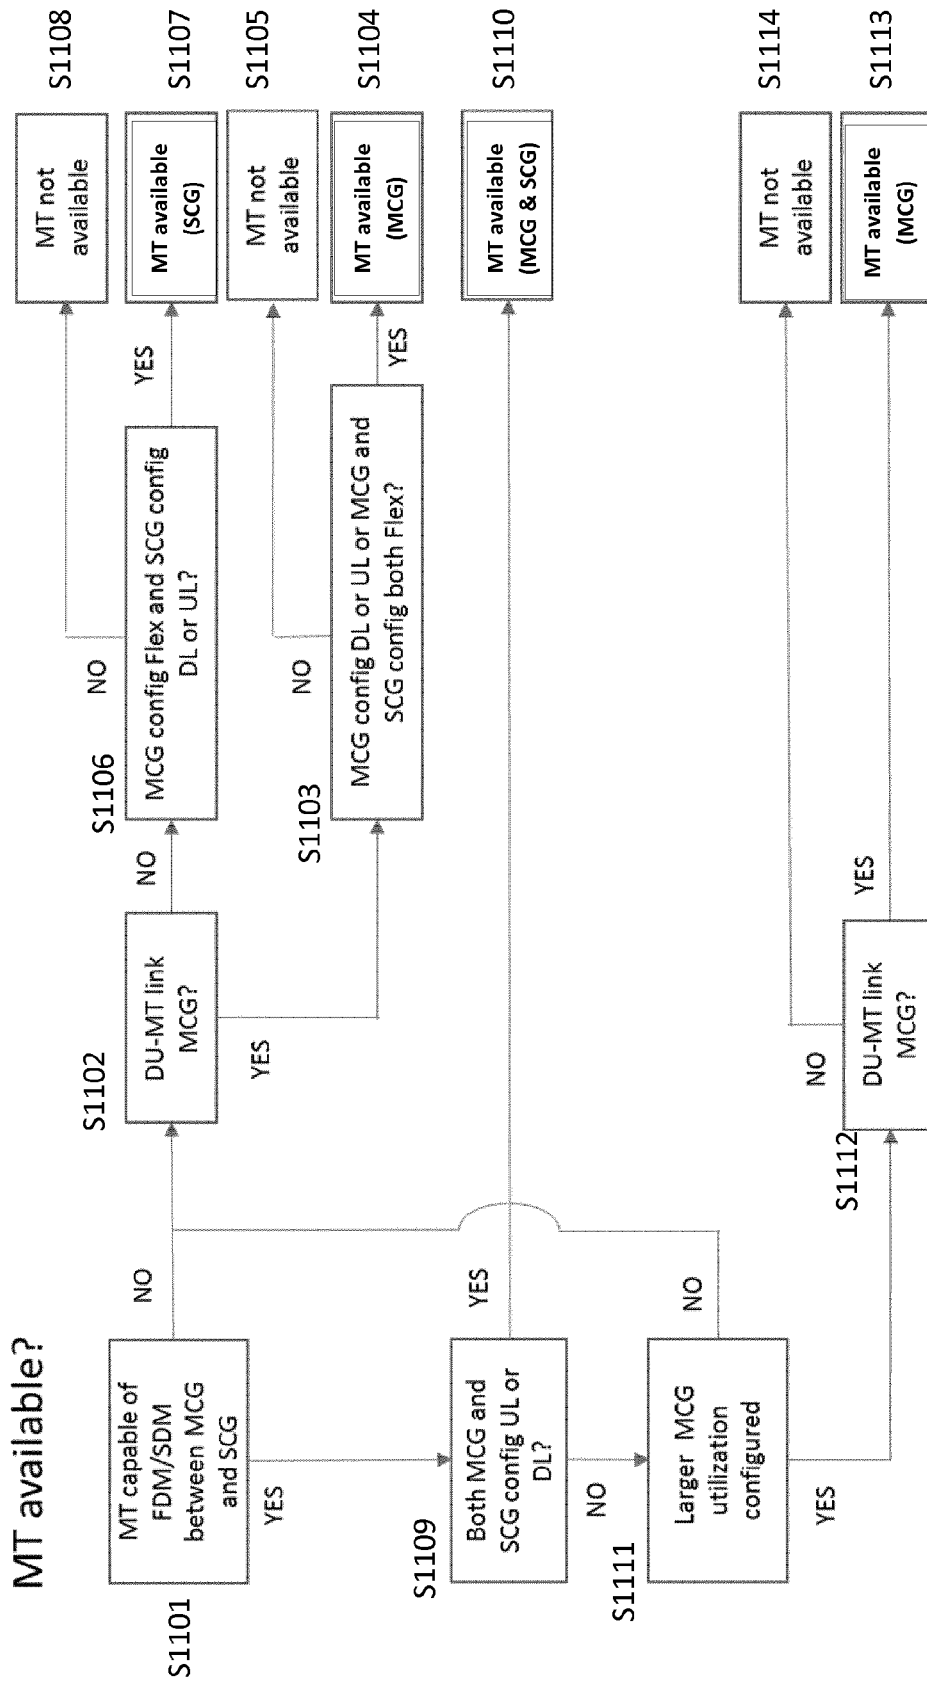 MT available?
S1101
MT capable of
FDM/SDM
between MCG
and SCG
NO
YES
S1102
DU-MT link
MCG?
NO
YES
S1106
MCG config Flex and SCG config
DL or UL?
NO
YES
MT not
available
S1108
MT available
(SCG)
S1107
S1103
MCG config DL or UL or MCG and
SCG config both Flex?
NO
YES
MT not
available
S1105
MT available
(MCG)
S1104
S1109
Both MCG and
SCG config UL or
DL?
YES
NO
MT available
(MCG & SCG)
S1110
S1111
Larger MCG
utilization
configured
NO
YES
S1112
DU-MT link
MCG?
NO
YES
MT not
available
S1114
MT available
(MCG)
S1113